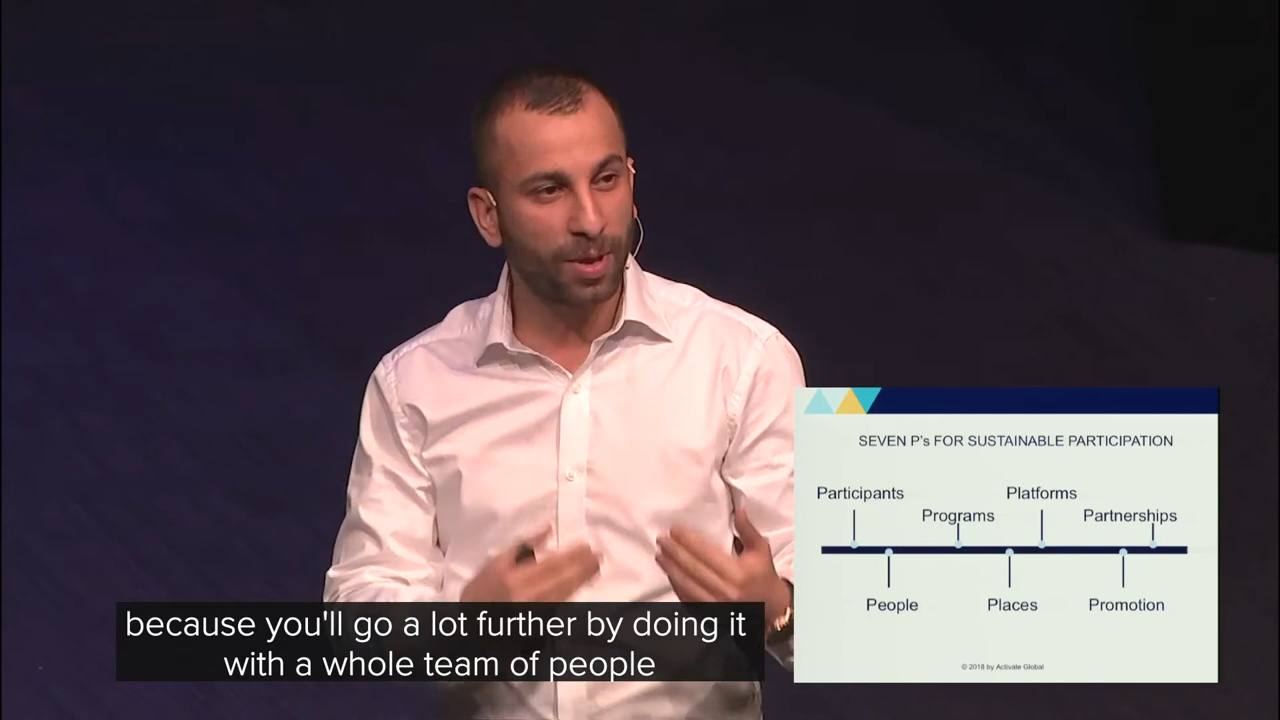 because you'll go a lot further by doing it
with a whole team of people
SEVEN P's FOR SUSTAINABLE PARTICIPATION
Participants
Platforms
Programs
Partnerships
People
Places
Promotion
© 2018 by Activate Global